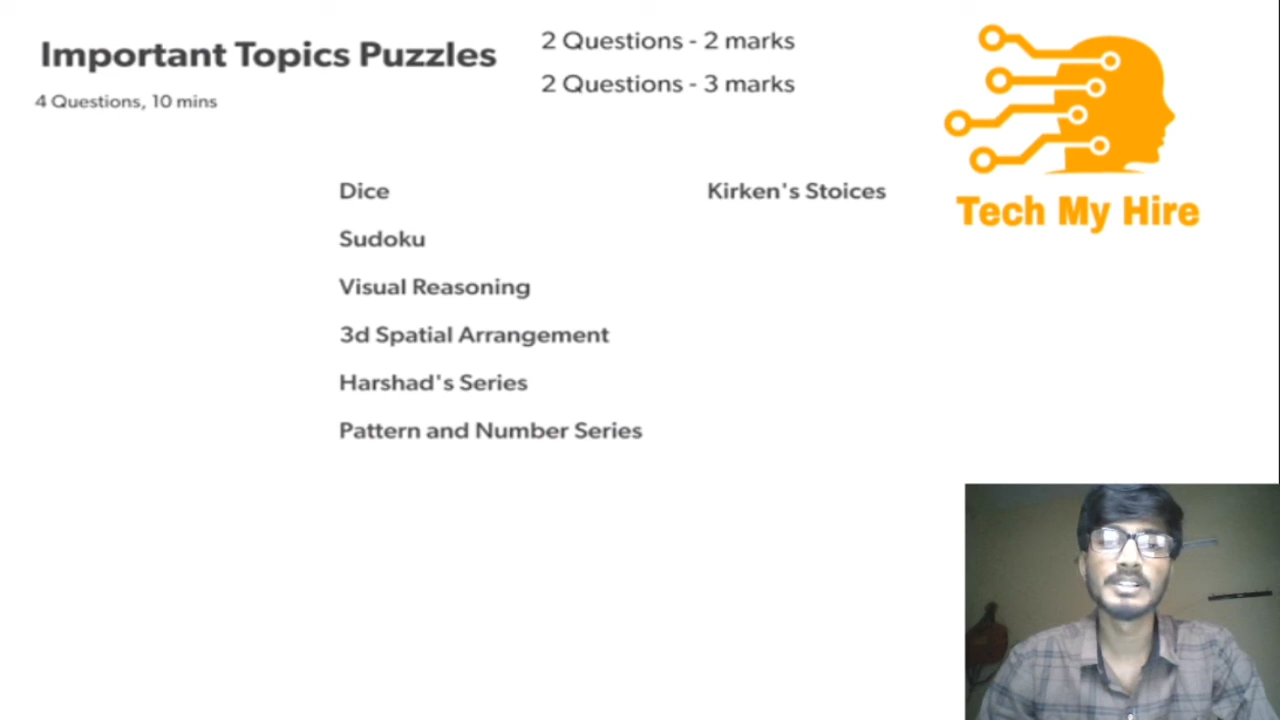 Important Topics Puzzles
4 Questions, 10 mins
2 Questions - 2 marks
2 Questions - 3 marks
Dice
Sudoku
Visual Reasoning
3d Spatial Arrangement
Harshad's Series
Pattern and Number Series
Kirken's Stoices
Tech My Hire